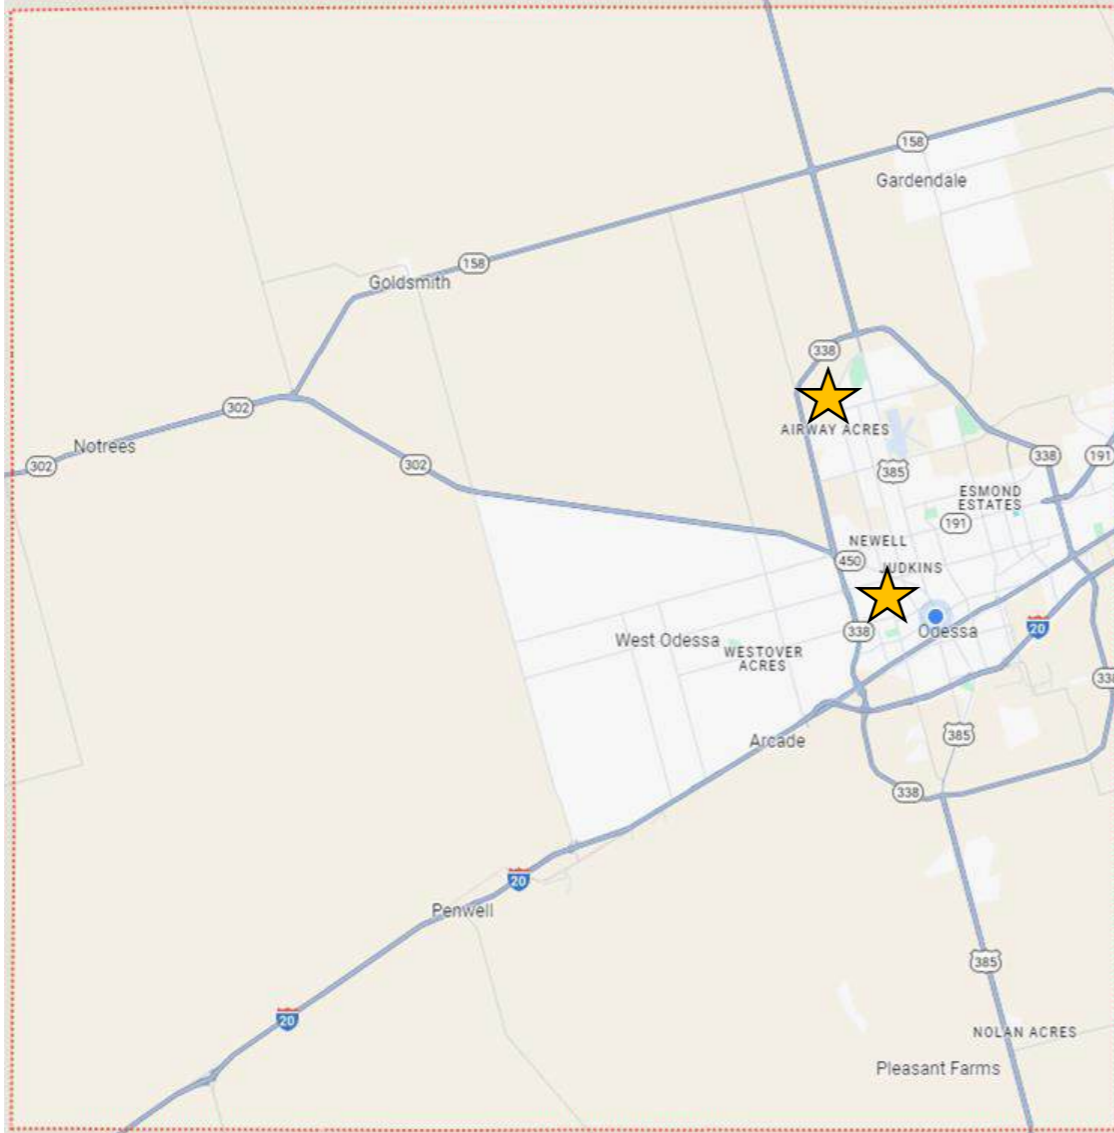 158
Gardendale
158
Goldsmith
338
302
AIRWAY ACRES
Notrees
302
302
338
191
385
ESMOND
ESTATES
191
NEWELL
450
JUDKINS
338
Odessa
20
West Odessa
WESTOVER
ACRES
338
385
Arcade
338
20
Penwell
385
20
NOLAN ACRES
Pleasant Farms